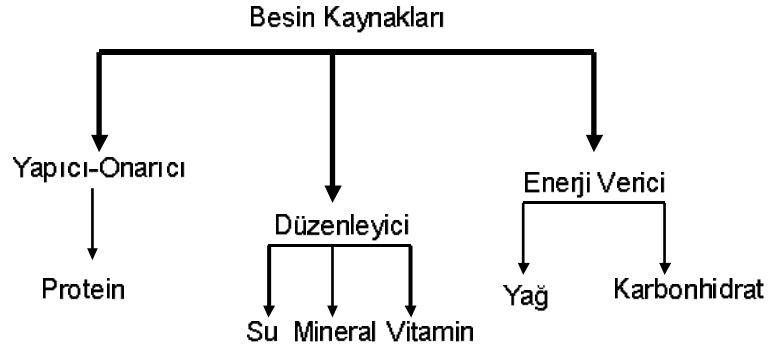 Besin Kaynakları
Yapıcı-Onarıcı
Protein
Düzenleyici
Su Mineral Vitamin
Enerji Verici
Yağ
Karbonhidrat